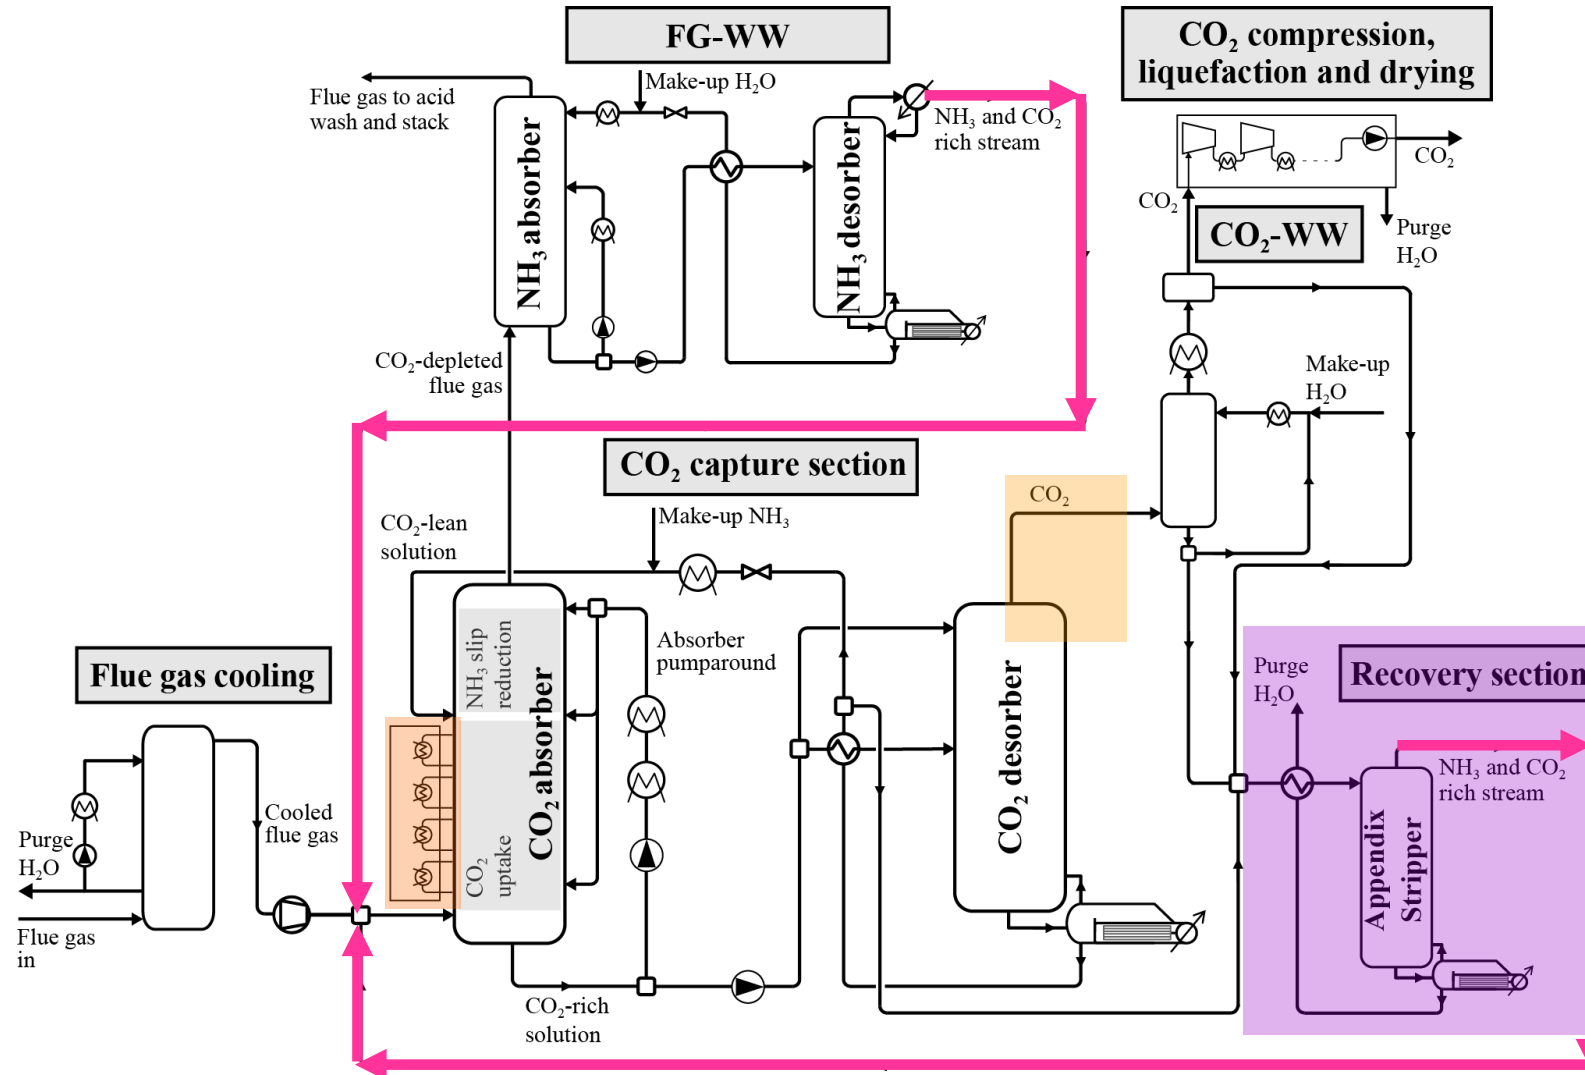 FG-WW
CO₂ compression,
liquefaction and drying
Make-up H₂O
Flue gas to acid
wash and stack
NH₃ absorber
NH₃ desorber
NH₃ and CO₂
rich stream
CO₂
CO₂
CO₂-WW
Purge
H₂O
CO₂-depleted
flue gas
Make-up
H₂O
CO₂ capture section
CO₂
CO₂-lean
solution
Make-up NH₃
NH₃ slip
reduction
CO₂ absorber
CO₂
uptake
Absorber
pumparound
CO₂ desorber
Flue gas cooling
Cooled
flue gas
Purge
H₂O
Flue gas
in
CO₂-rich
solution
Recovery section
Purge
H₂O
NH₃ and CO₂
rich stream
Appendix
Stripper